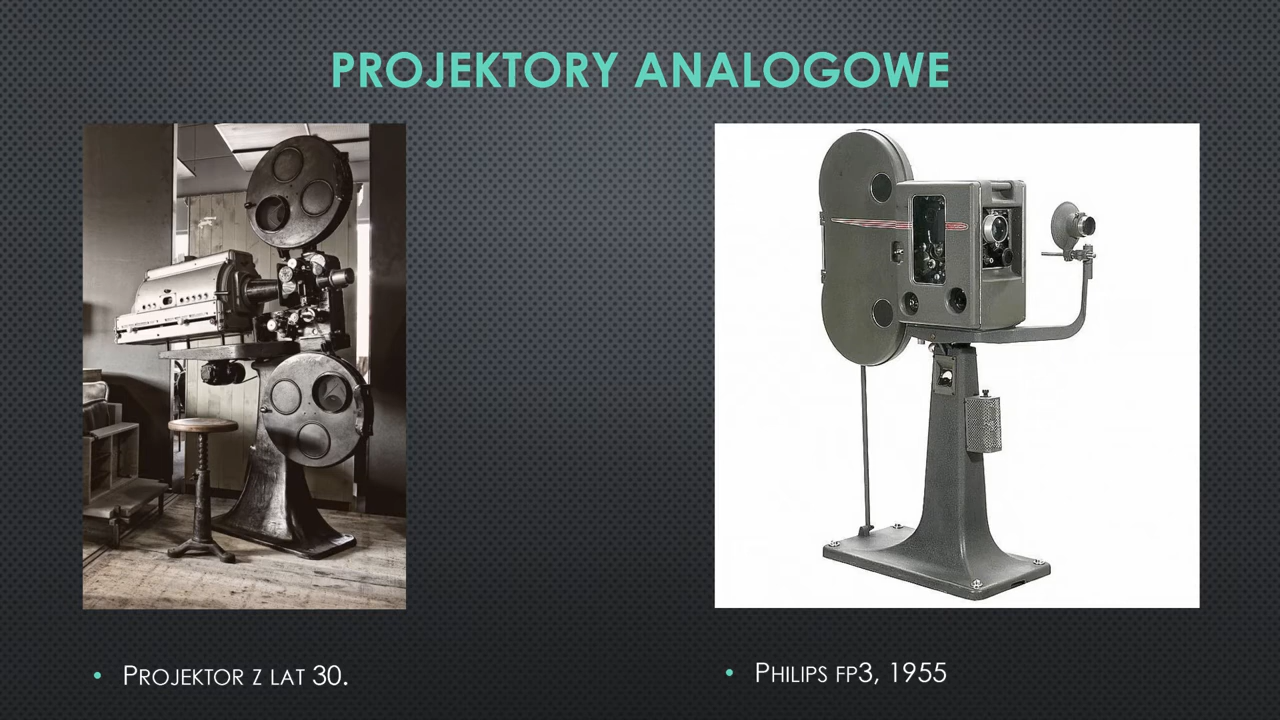 PROJEKTORY ANALOGOWE
• PROJEKTOR Z LAT 30.
• PHILIPS FP3, 1955